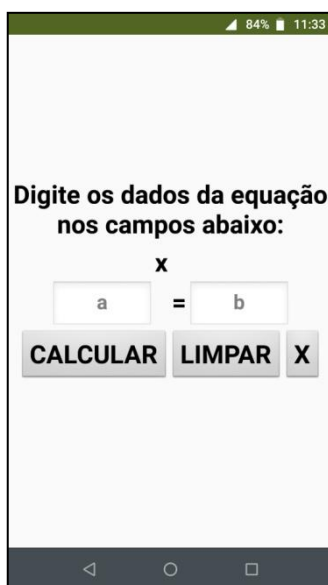 84% 11:33
Digite os dados da equação
nos campos abaixo:
x
a = b
CALCULAR LIMPAR X